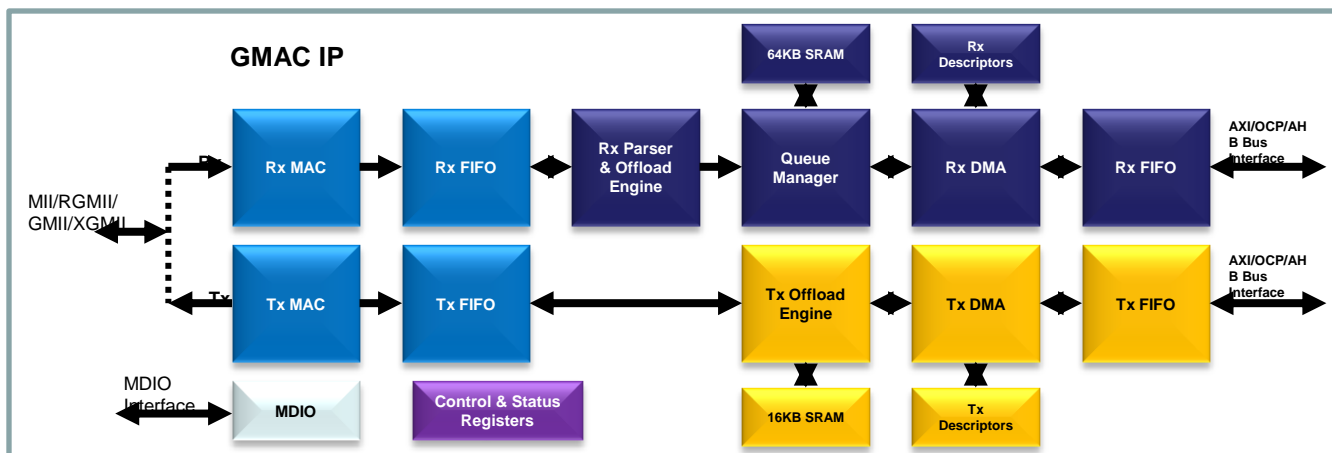 GMAC IP
64KB SRAM
Rx
Descriptors
Rx MAC
Rx FIFO
Rx Parser
& Offload
Engine
Queue
Manager
Rx DMA
Rx FIFO
AXI/OCP/AH
B Bus
Interface
Rx
MII/RGMII/
GMII/XGMII
Tx
Tx MAC
Tx FIFO
Tx Offload
Engine
Tx DMA
Tx FIFO
AXI/OCP/AH
B Bus
Interface
MDIO
Interface
MDIO
Control & Status
Registers
16KB SRAM
Tx
Descriptors